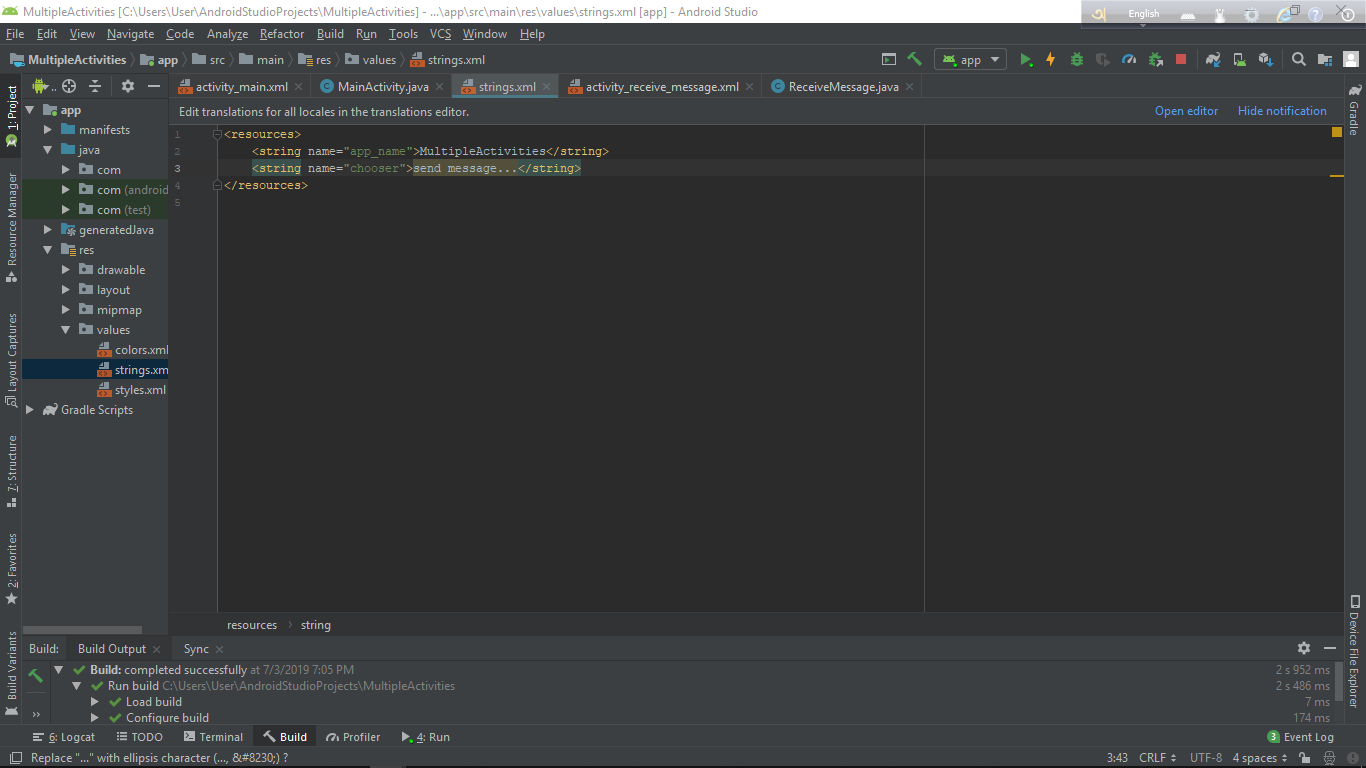 MultipleActivities [C:\Users\User\AndroidStudioProjects\MultipleActivities] - ...\app\src\main\res\values\strings.xml [app] - Android Studio
English
File Edit View Navigate Code Analyze Refactor Build Run Tools VCS Window Help
MultipleActivities app src main res values strings.xml
app
activity_main.xml MainActivity.java strings.xml activity_receive_message.xml ReceiveMessage.java
Edit translations for all locales in the translations editor. Open editor Hide notification
1: Project
Resource Manager
Layout Captures
7: Structure
2: Favorites
Build Variants
app
manifests
java
com
com (android
com (test)
generatedJava
res
drawable
layout
mipmap
values
colors.xml
strings.xm
styles.xml
Gradle Scripts
1 <resources>
2 <string name="app_name">MultipleActivities</string>
3 <string name="chooser">send message...</string>
4 </resources>
5
Gradle
Device File Explorer
resources string
Build: Build Output Sync
Build: completed successfully at 7/3/2019 7:05 PM 2 s 952 ms
Run build C:\Users\User\AndroidStudioProjects\MultipleActivities 2 s 486 ms
Load build 7 ms
Configure build 174 ms
6: Logcat TODO Terminal Build Profiler 4: Run 3 Event Log
Replace "..." with ellipsis character (…, &#8230;) ? 3:43 CRLF UTF-8 4 spaces